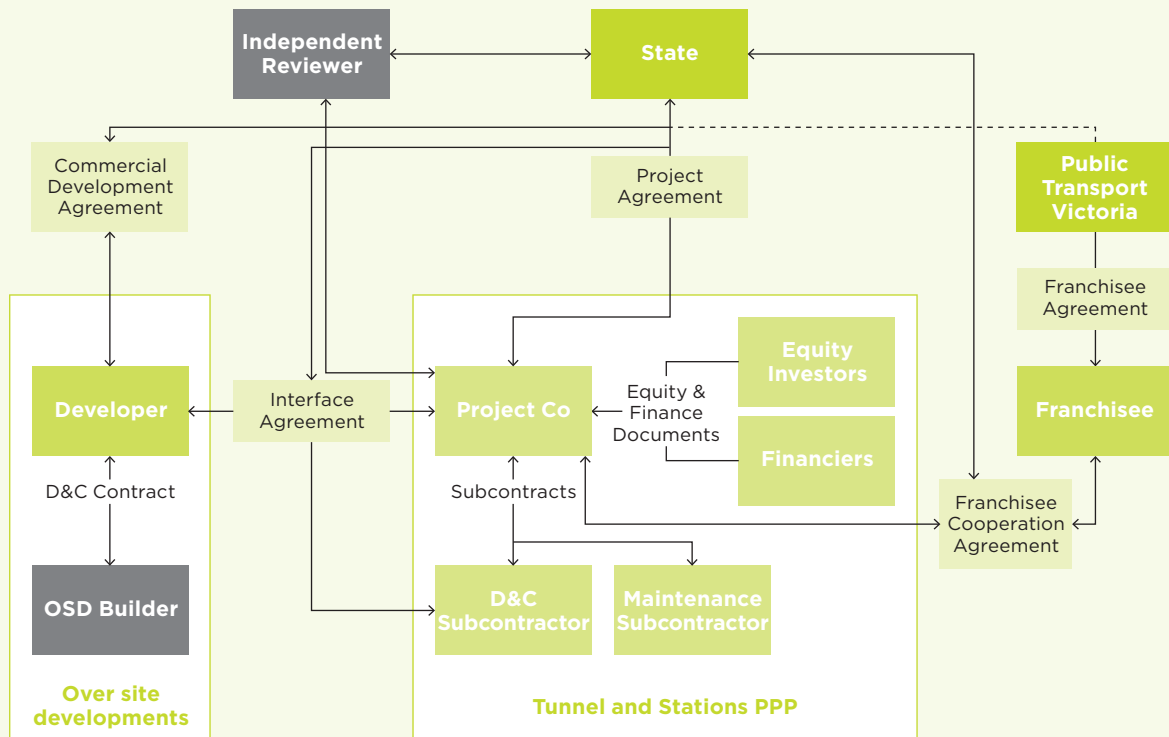 Independent
Reviewer
State
Commercial
Development
Agreement
Project
Agreement
Public
Transport
Victoria
Franchisee
Agreement
Developer
Interface
Agreement
Project Co
Equity &
Finance
Documents
Equity
Investors
Financiers
Franchisee
D&C Contract
Subcontracts
Franchisee
Cooperation
Agreement
OSD Builder
D&C
Subcontractor
Maintenance
Subcontractor
Over site
developments
Tunnel and Stations PPP